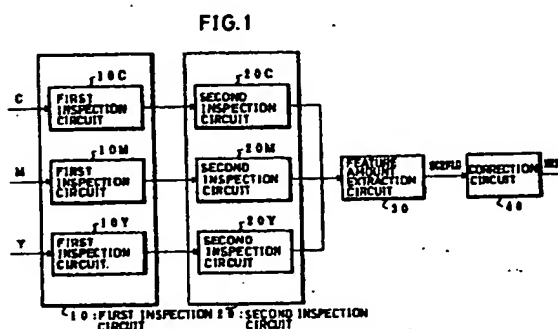 FIG.1
10C
20C
C
FIRST
INSPECTION
CIRCUIT
SECOND
INSPECTION
CIRCUIT
10M
20M
M
FIRST
INSPECTION
CIRCUIT
SECOND
INSPECTION
CIRCUIT
FEATURE
AMOUNT
EXTRACTION
CIRCUIT
30
CORRECTION
CIRCUIT
40
10Y
20Y
Y
FIRST
INSPECTION
CIRCUIT.
SECOND
INSPECTION
CIRCUIT
10:FIRST INSPECTION
CIRCUIT
20:SECOND INSPECTION
CIRCUIT